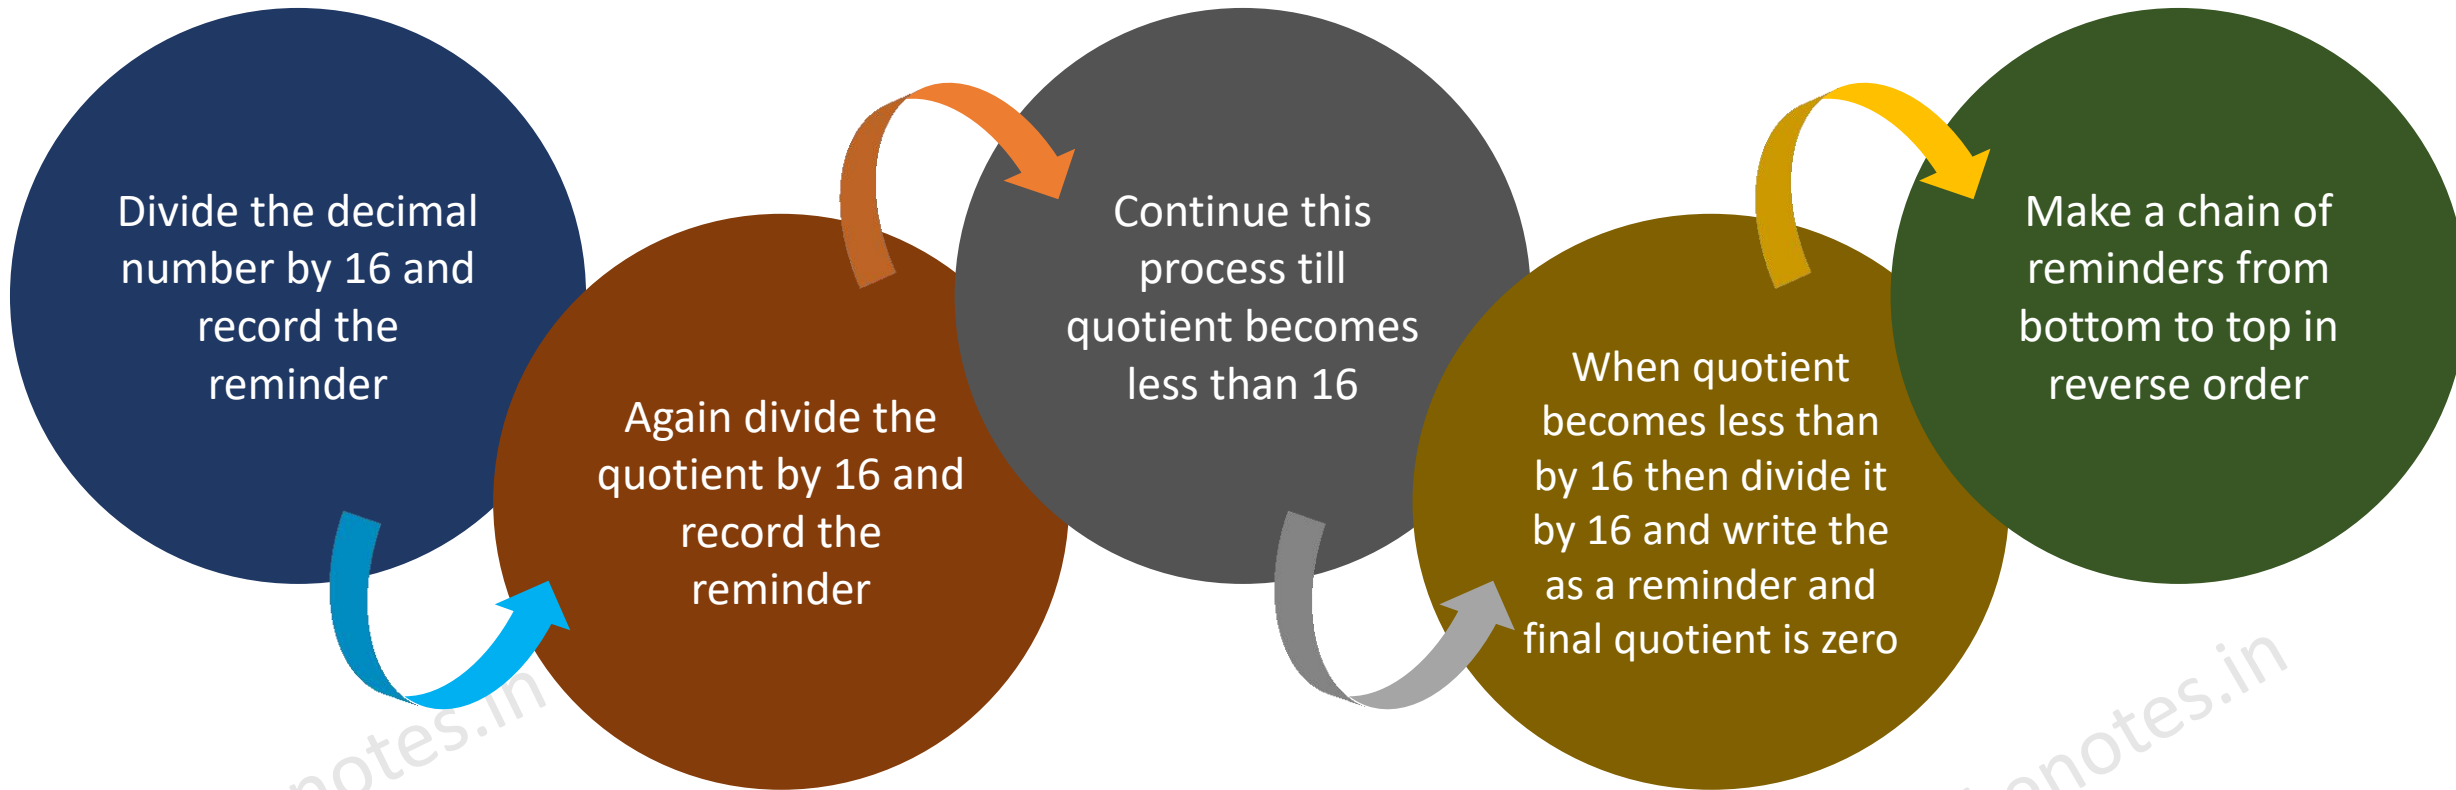 Divide the decimal
number by 16 and
record the
reminder
Again divide the
quotient by 16 and
record the
reminder
Continue this
process till
quotient becomes
less than 16
When quotient
becomes less than
by 16 then divide it
by 16 and write the
as a reminder and
final quotient is zero
Make a chain of
reminders from
bottom to top in
reverse order